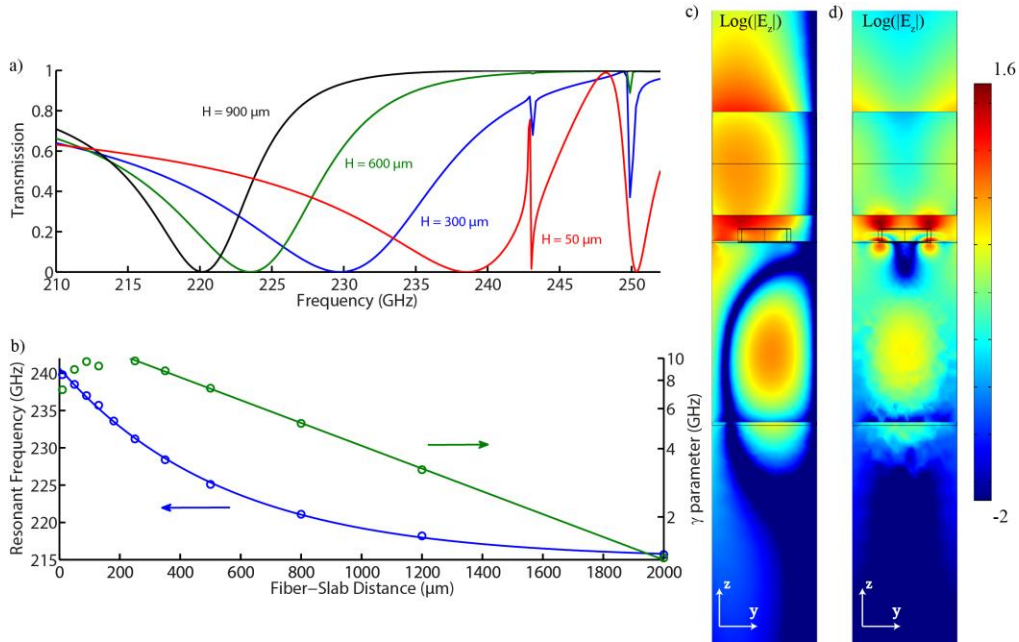 c)
d)
Log(|E_z|)
Log(|E_z|)
1.6
-2
z
y
z
y
a)
Transmission
1
0.8
0.6
0.4
0.2
0
H = 900 μm
H = 600 μm
H = 300 μm
H = 50 μm
210 215 220 225 230 235 240 245 250
Frequency (GHz)
b)
Resonant Frequency (GHz)
240
235
230
225
220
215
10
8
6
4
2
γ parameter (GHz)
0 200 400 600 800 1000 1200 1400 1600 1800 2000
Fiber−Slab Distance (μm)